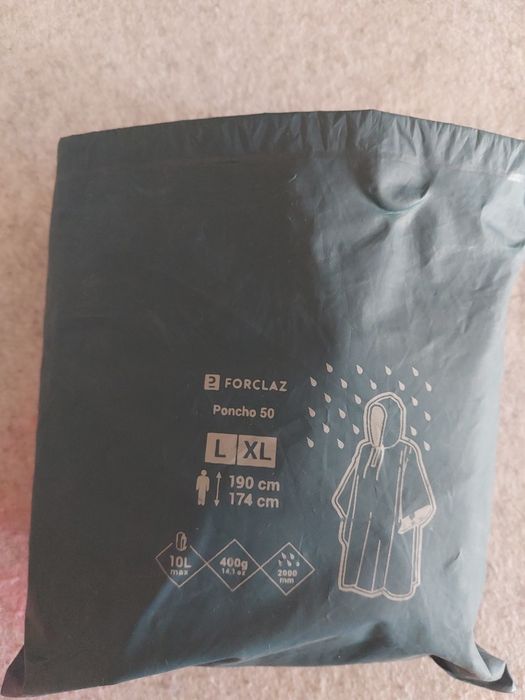 FORCLAZ
Poncho 50
L XL
190 cm
174 cm
10L
max
400g
14,1 oz
2000
mm